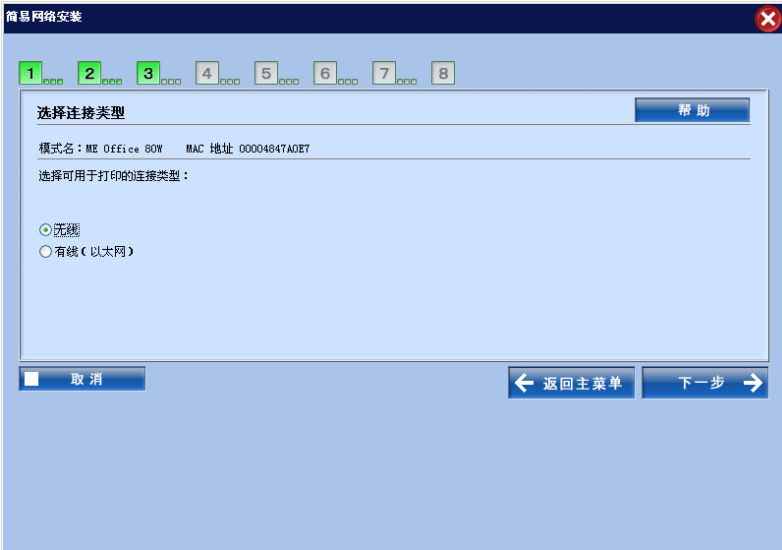 简易网络安装
1 2 3 4 5 6 7 8
选择连接类型
帮助
模式名：ME Office 80W MAC 地址 00004847A0E7
选择可用于打印的连接类型：
无线
有线（以太网）
取消
返回主菜单
下一步